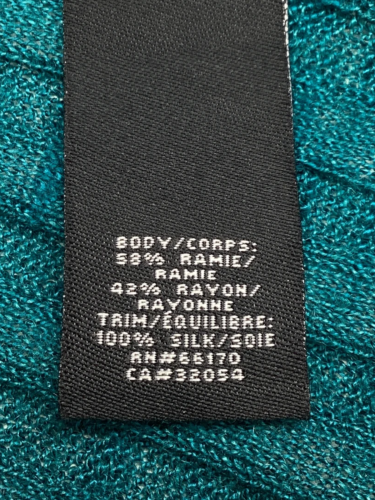 BODY/CORPS:
58% RAMIE/
RAMIE
42% RAYON/
RAYONNE
TRIM/ÉQUILIBRE:
100% SILK/SOIE
RN#66170
CA#32054